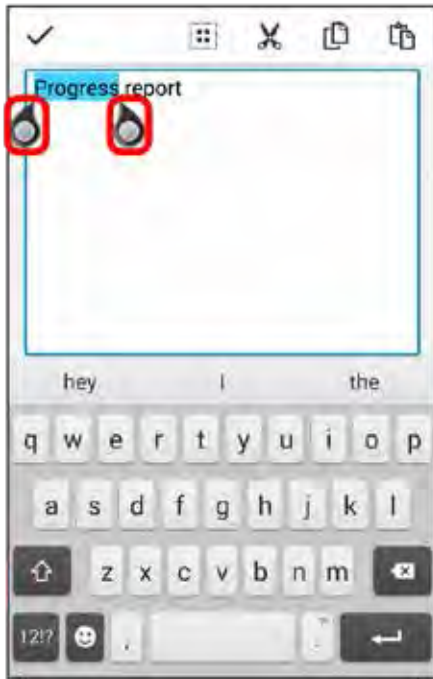 Progress report
hey I the
q w e r t y u i o p
a s d f g h j k l
z x c v b n m
12!? , .